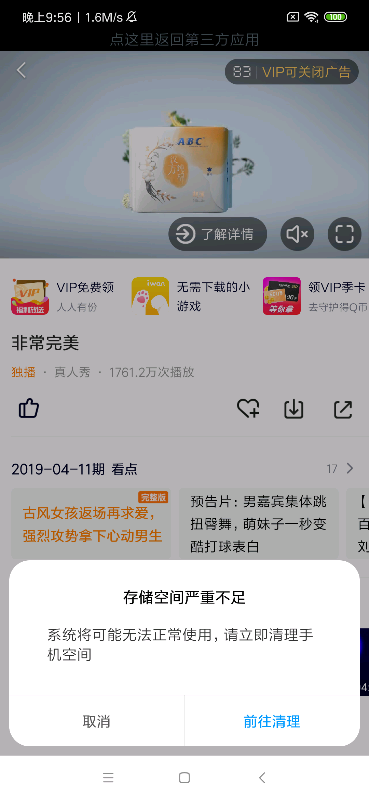 晚上9:56 | 1.6M/s
100
点这里返回第三方应用
83 | VIP可关闭广告
ABC
了解详情
VIP
VIP免费领
人人有份
无需下载的小
游戏
领VIP季卡
去守护得Q币
非常完美
独播 · 真人秀 · 1761.2万次播放
2019-04-11期 看点
17
完整版
古风女孩返场再求爱，
强烈攻势拿下心动男生
预告片：男嘉宾集体跳
扭臀舞，萌妹子一秒变
酷打球表白
【
百
刘
存储空间严重不足
系统将可能无法正常使用，请立即清理手
机空间
取消
前往清理